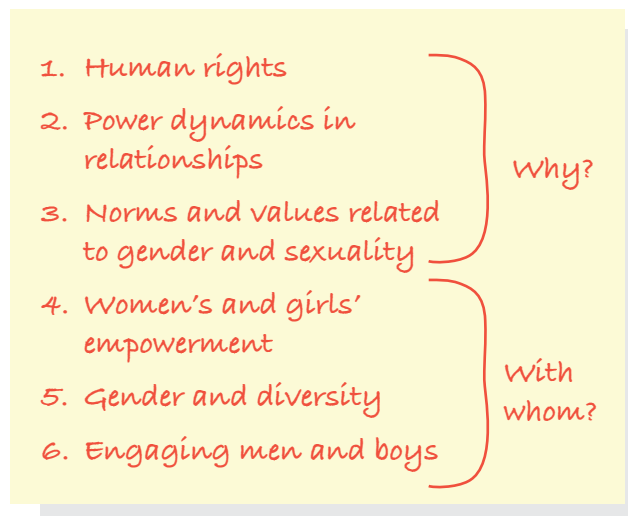 1. Human rights
2. Power dynamics in
relationships
3. Norms and values related
to gender and sexuality
Why?
4. Women's and girls'
empowerment
5. Gender and diversity
6. Engaging men and boys
With
whom?